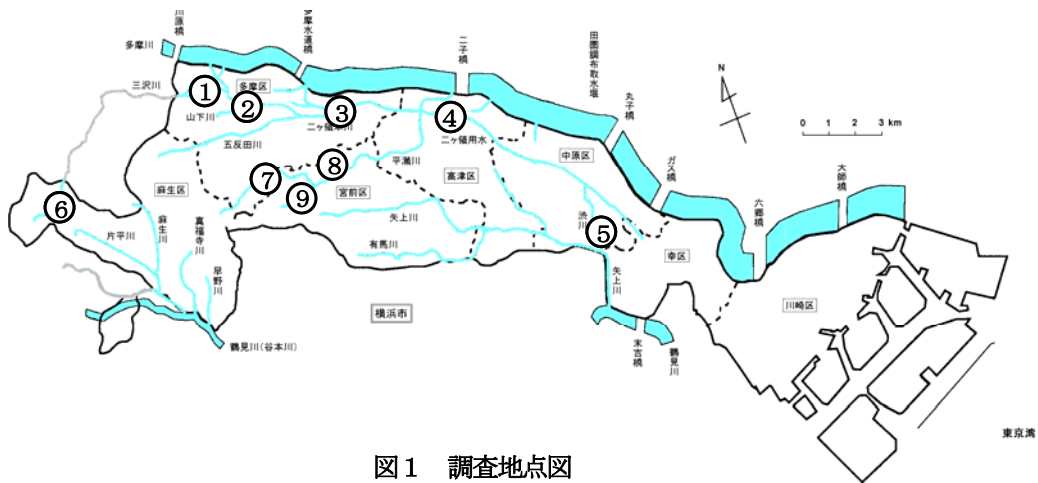 川原橋
多摩水道橋
二子橋
田園調布取水堰
丸子橋
ガス橋
六郷橋
大師橋
多摩川
三沢川
①
多摩区
②
山下川
③
二ヶ領本川
④
二ヶ領用水
五反田川
N
0 1 2 3 km
中原区
平瀬川
⑧
⑦
⑨
宮前区
高津区
麻生区
⑥
片平川
麻生川
真福寺川
早野川
矢上川
有馬川
渋川
⑤
幸区
矢上川
川崎区
横浜市
鶴見川(谷本川)
末吉橋
鶴見川
東京湾
図1 調査地点図